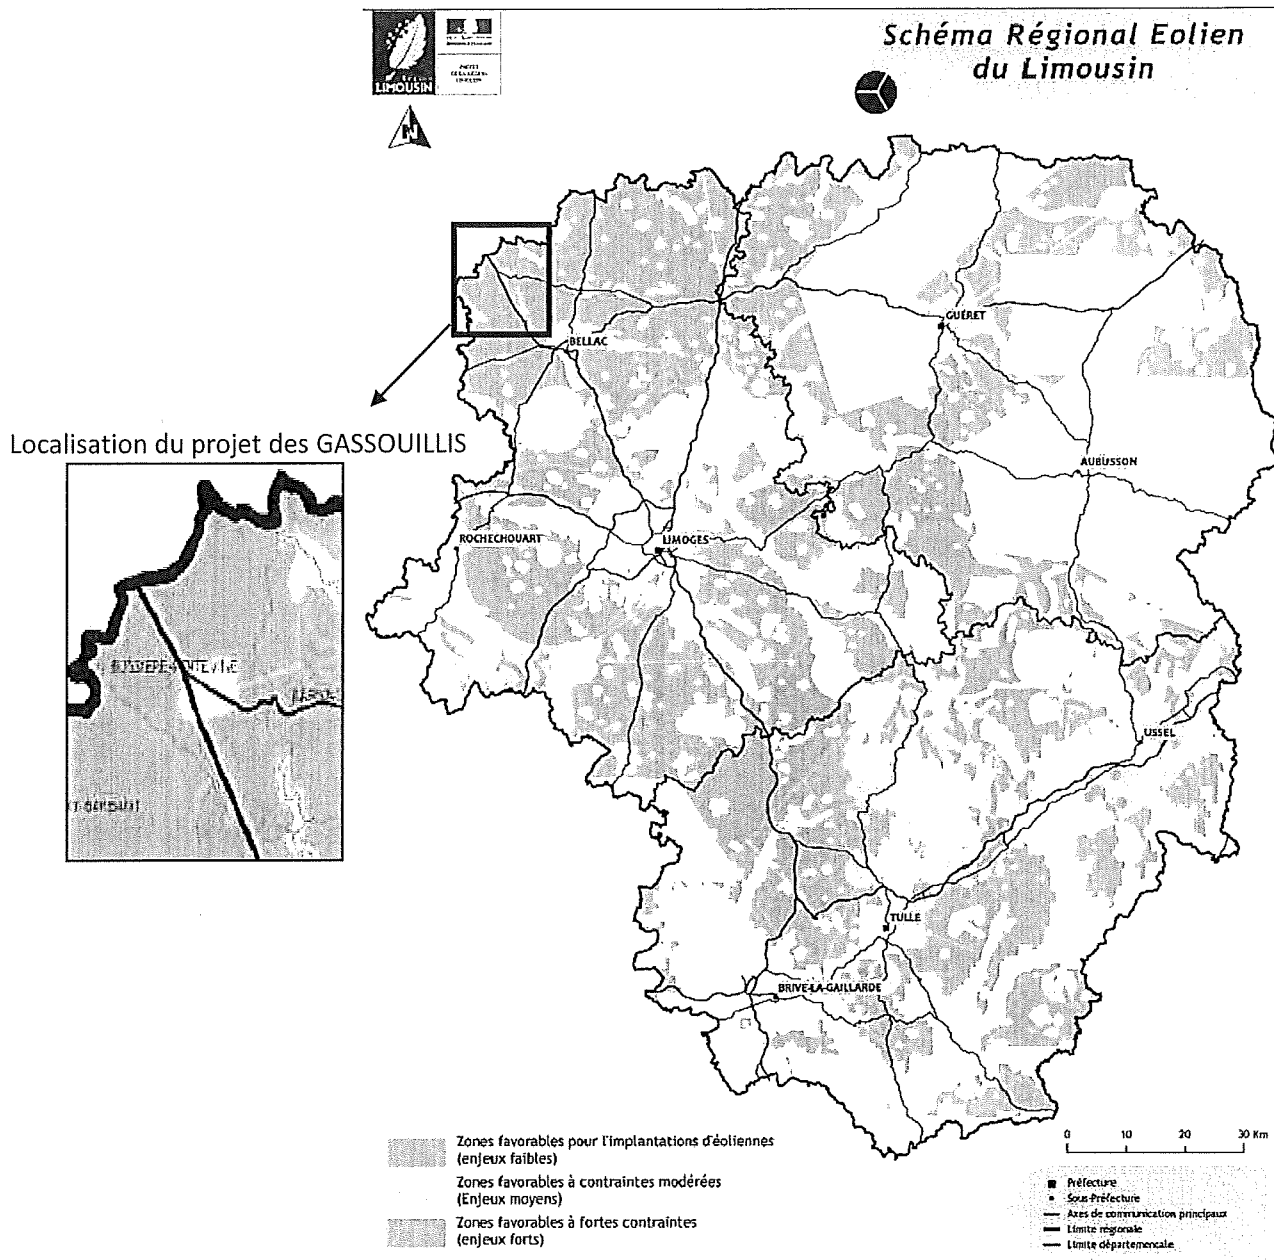 Schéma Régional Eolien
du Limousin
LIMOUSIN
N
BELLAC
GUÉRET
AUBUSSON
Localisation du projet des GASSOUILLIS
ROCHECHOUART
LIMOGES
USSEL
TULLE
BRIVE-LA-GAILLARDE
Zones favorables pour l'implantations d'éoliennes
(enjeux faibles)
Zones favorables à contraintes modérées
(Enjeux moyens)
Zones favorables à fortes contraintes
(enjeux forts)
0 10 20 30 Km
Préfecture
Sous-Préfecture
Axes de communication principaux
Limite régionale
Limite départementale